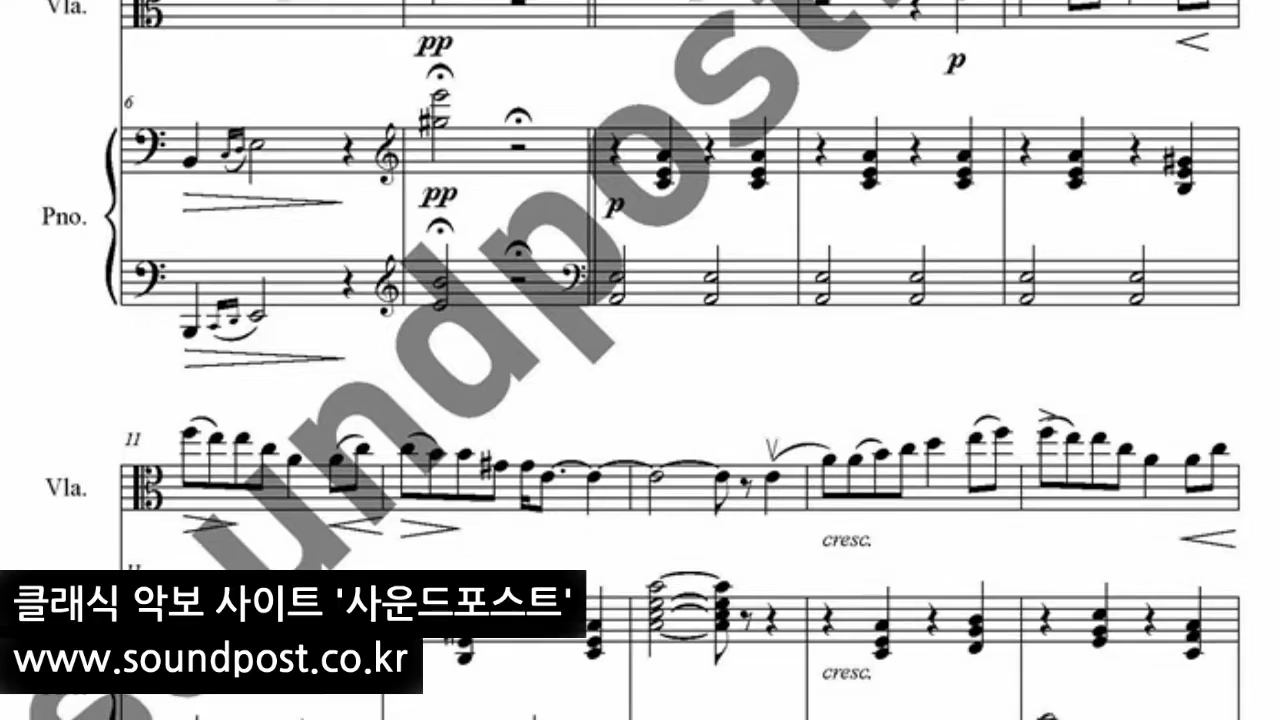 Vla.
pp
p
6
pp
p
Pno.
soundpost.
11
Vla.
cresc.
클래식 악보 사이트 '사운드포스트'
www.soundpost.co.kr
cresc.